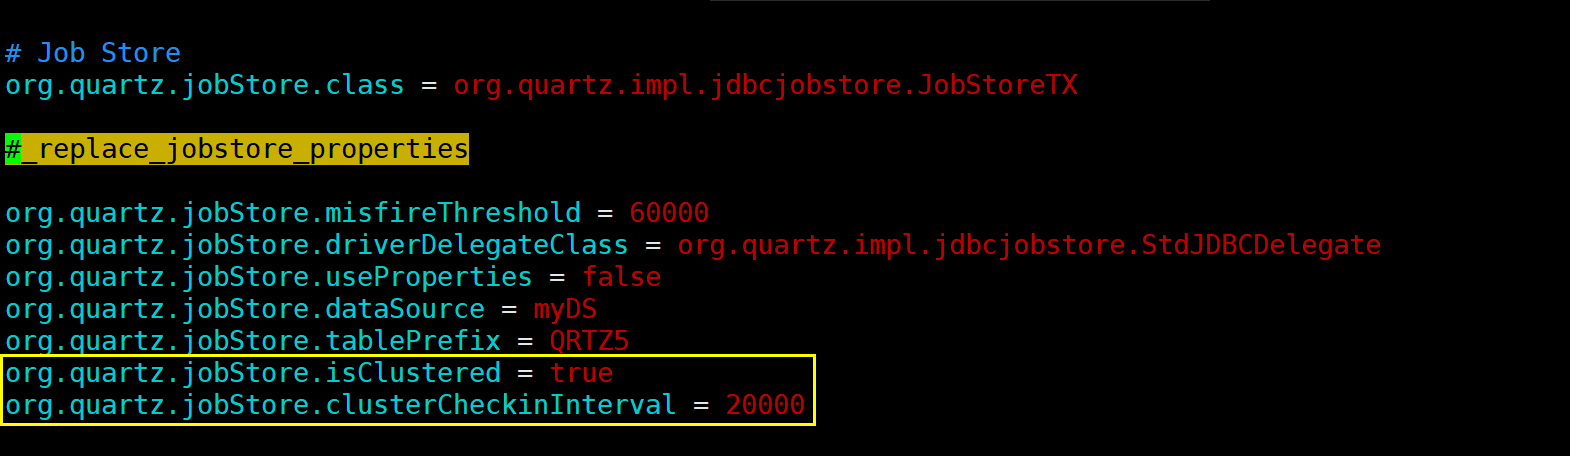 # Job Store
org.quartz.jobStore.class = org.quartz.impl.jdbcjobstore.JobStoreTX
#_replace_jobstore_properties
org.quartz.jobStore.misfireThreshold = 60000
org.quartz.jobStore.driverDelegateClass = org.quartz.impl.jdbcjobstore.StdJDBCDelegate
org.quartz.jobStore.useProperties = false
org.quartz.jobStore.dataSource = myDS
org.quartz.jobStore.tablePrefix = QRTZ5
org.quartz.jobStore.isClustered = true
org.quartz.jobStore.clusterCheckinInterval = 20000